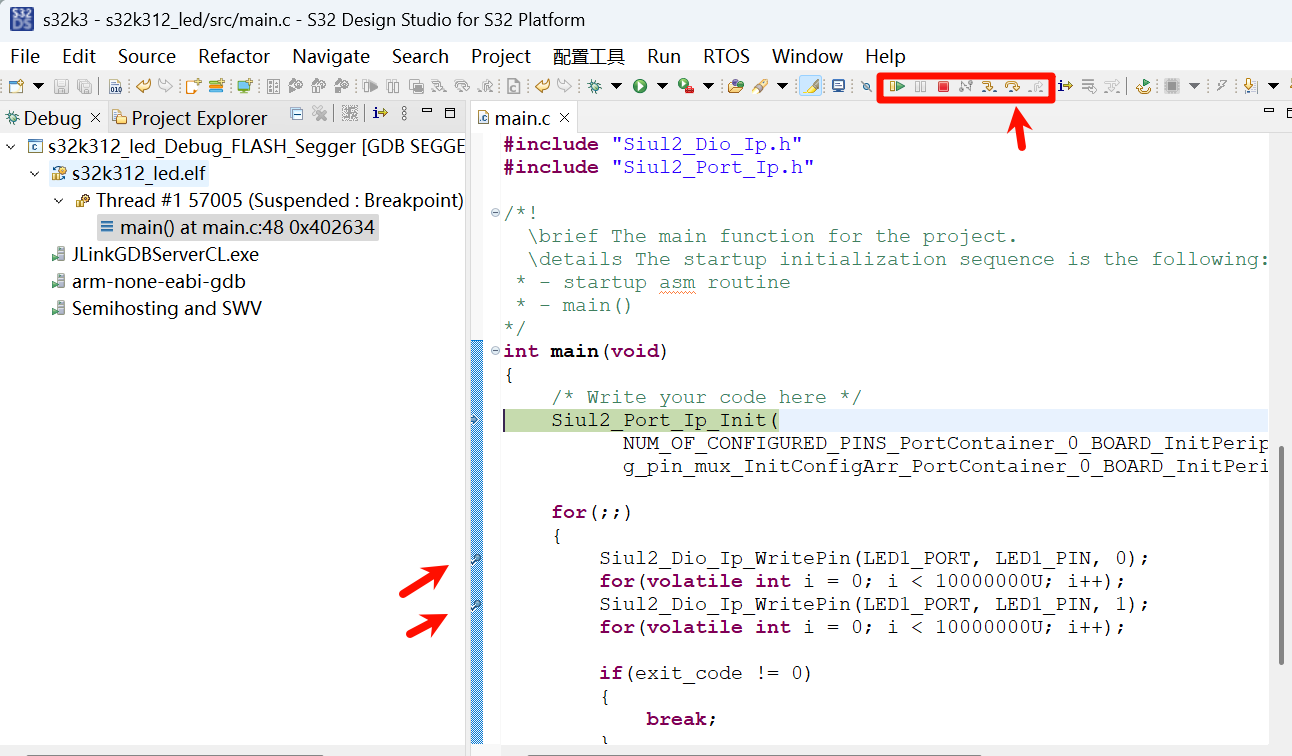 s32k3 - s32k312_led/src/main.c - S32 Design Studio for S32 Platform
File Edit Source Refactor Navigate Search Project 配置工具 Run RTOS Window Help
Debug Project Explorer
s32k312_led_Debug_FLASH_Segger [GDB SEGGE
s32k312_led.elf
Thread #1 57005 (Suspended : Breakpoint)
main() at main.c:48 0x402634
JLinkGDBServerCL.exe
arm-none-eabi-gdb
Semihosting and SWV
main.c
#include "Siul2_Dio_Ip.h"
#include "Siul2_Port_Ip.h"
/*!
\brief The main function for the project.
\details The startup initialization sequence is the following:
* - startup asm routine
* - main()
*/
int main(void)
{
/* Write your code here */
Siul2_Port_Ip_Init(
NUM_OF_CONFIGURED_PINS_PortContainer_0_BOARD_InitPerip
g_pin_mux_InitConfigArr_PortContainer_0_BOARD_InitPeri
for(;;)
{
Siul2_Dio_Ip_WritePin(LED1_PORT, LED1_PIN, 0);
for(volatile int i = 0; i < 10000000U; i++);
Siul2_Dio_Ip_WritePin(LED1_PORT, LED1_PIN, 1);
for(volatile int i = 0; i < 10000000U; i++);
if(exit_code != 0)
{
break;
}